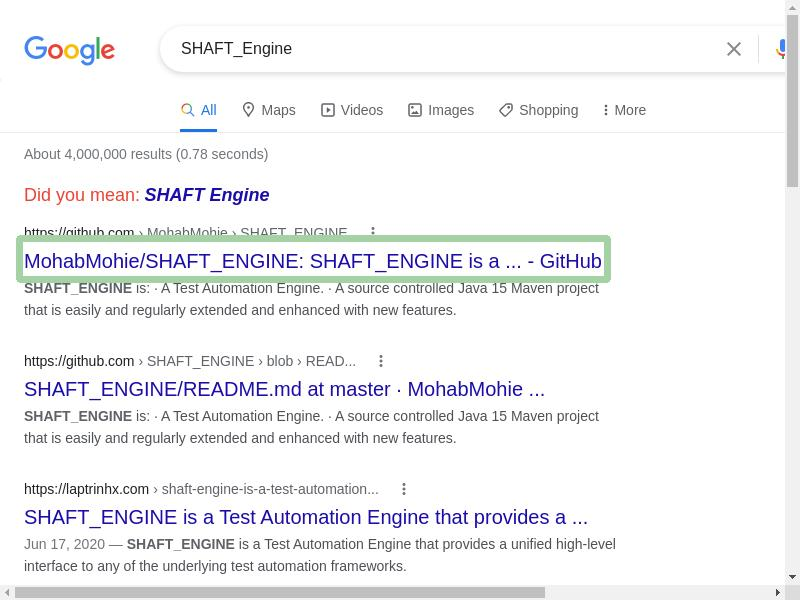 Google
SHAFT_Engine
All Maps Videos Images Shopping More
About 4,000,000 results (0.78 seconds)
Did you mean: SHAFT Engine
https://github.com › MohabMohie › SHAFT_ENGINE
MohabMohie/SHAFT_ENGINE: SHAFT_ENGINE is a ... - GitHub
SHAFT_ENGINE is: · A Test Automation Engine. · A source controlled Java 15 Maven project
that is easily and regularly extended and enhanced with new features.
https://github.com › SHAFT_ENGINE › blob › READ...
SHAFT_ENGINE/README.md at master · MohabMohie ...
SHAFT_ENGINE is: · A Test Automation Engine. · A source controlled Java 15 Maven project
that is easily and regularly extended and enhanced with new features.
https://laptrinhx.com › shaft-engine-is-a-test-automation...
SHAFT_ENGINE is a Test Automation Engine that provides a ...
Jun 17, 2020 — SHAFT_ENGINE is a Test Automation Engine that provides a unified high-level
interface to any of the underlying test automation frameworks.